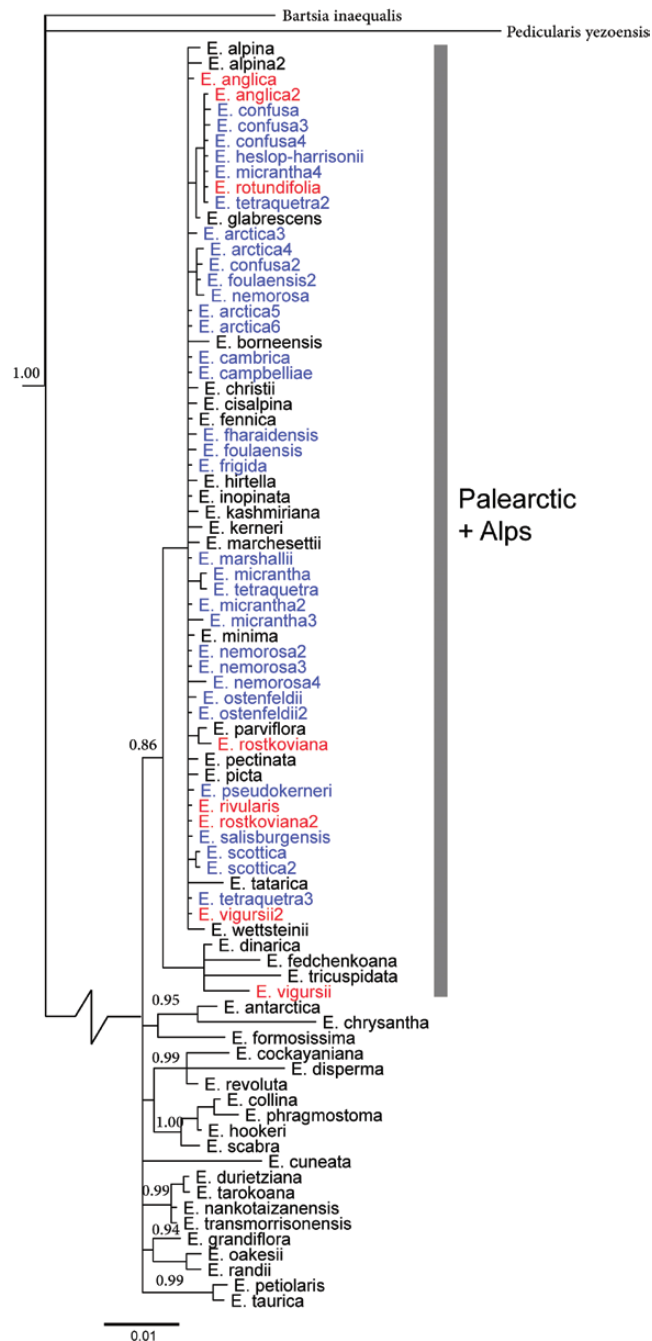 Bartsia inaequalis
Pedicularis yezoensis
E. alpina
E. alpina2
E. anglica
E. anglica2
E. confusa
E. confusa3
E. confusa4
E. heslop-harrisonii
E. micrantha4
E. rotundifolia
E. tetraquetra2
E. glabrescens
E. arctica3
E. arctica4
E. confusa2
E. foulaensis2
E. nemorosa
E. arctica5
E. arctica6
E. borneensis
E. cambrica
E. campbelliae
1.00
E. christii
E. cisalpina
E. fennica
E. fharaidensis
E. foulaensis
E. frigida
E. hirtella
E. inopinata
E. kashmiriana
E. kerneri
E. marchesettii
Palearctic
+ Alps
E. marshallii
E. micrantha
E. tetraquetra
E. micrantha2
E. micrantha3
E. minima
E. nemorosa2
E. nemorosa3
E. nemorosa4
E. ostenfeldii
E. ostenfeldii2
E. parviflora
0.86
E. rostkoviana
E. pectinata
E. picta
E. pseudokerneri
E. rivularis
E. rostkoviana2
E. salisburgensis
E. scottica
E. scottica2
E. tatarica
E. tetraquetra3
E. vigursii2
E. wettsteinii
E. dinarica
E. fedchenkoana
E. tricuspidata
E. vigursii
0.95
E. antarctica
E. chrysantha
E. formosissima
E. cockayaniana
0.99
E. disperma
E. revoluta
E. collina
E. phragmostoma
1.00
E. hookeri
E. scabra
E. cuneata
E. durietziana
0.99
E. tarokoana
E. nankotaizanensis
E. transmorrisonensis
0.94
E. grandiflora
E. oakesii
E. randii
0.99
E. petiolaris
E. taurica
0.01